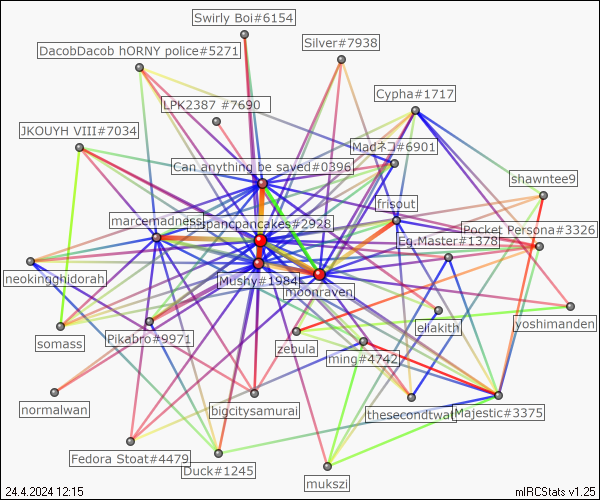 Swirly Boi#6154
DacobDacob hORNY police#5271
Silver#7938
Cypha#1717
LPK2387 #7690
JKOUYH VIII#7034
Madネコ#6901
Can anything be saved#0396
shawntee9
frisout
marcemadness
pancpancakes#2928
Pocket Persona#3326
Eg.Master#1378
neokingghidorah
Mushy#1984
moonraven
yoshimanden
ellakith
somass
Pikabro#9971
zebula
ming#4742
normalwan
bigcitysamurai
thesecondtwat
Majestic#3375
Fedora Stoat#4479
Duck#1245
mukszi
24.4.2024 12:15
mIRCStats v1.25